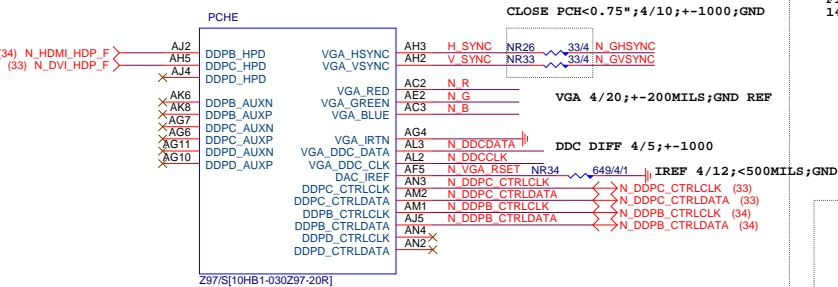 CLOSE PCH<0.75";4/10;+-1000;GND
PCHE
(34) N_HDMI_HDP_F AJ2 DDPB_HPD VGA_HSYNC AH3 H_SYNC NR26 33/4 N_GHSYNC
(33) N_DVI_HDP_F AH5 DDPC_HPD VGA_VSYNC AH2 V_SYNC NR33 33/4 N_GVSYNC
AJ4 DDPD_HPD
VGA_RED AC2 N_R
AK6 DDPB_AUXN VGA_GREEN AE2 N_G VGA 4/20;+-200MILS;GND REF
AK8 DDPB_AUXP VGA_BLUE AC3 N_B
AG7 DDPC_AUXN
AG6 DDPC_AUXP VGA_IRTN AG4
AG11 DDPD_AUXN VGA_DDC_DATA AL3 N_DDCDATA DDC DIFF 4/5;+-1000
AG10 DDPD_AUXP VGA_DDC_CLK AL2 N_DDCCLK
DAC_IREF AF5 N_VGA_RSET NR34 649/4/1 IREF 4/12;<500MILS;GND
DDPC_CTRLCLK AN3 N_DDPC_CTRLCLK N_DDPC_CTRLCLK (33)
DDPC_CTRLDATA AM2 N_DDPC_CTRLDATA N_DDPC_CTRLDATA (33)
DDPB_CTRLCLK AM1 N_DDPB_CTRLCLK N_DDPB_CTRLCLK (34)
DDPB_CTRLDATA AJ5 N_DDPB_CTRLDATA N_DDPB_CTRLDATA (34)
DDPD_CTRLCLK AN4
DDPD_CTRLDATA AN2
Z97/S[10HB1-030Z97-20R]